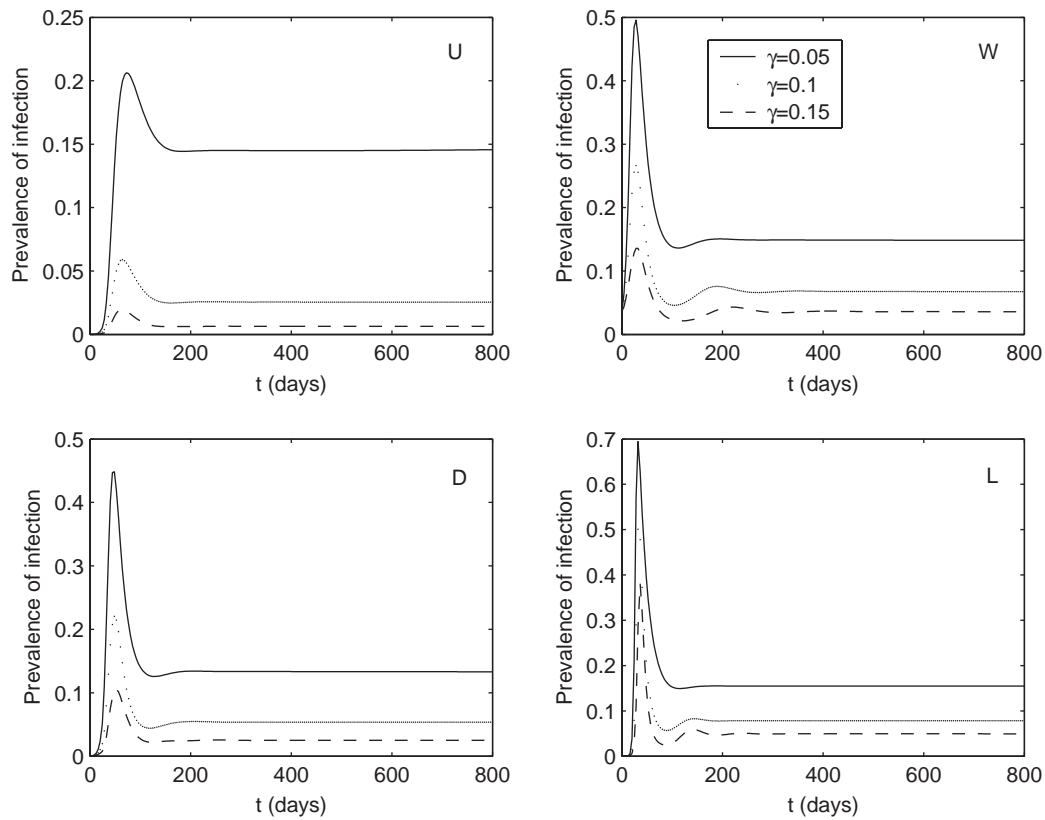 0.25
0.2
0.15
0.1
0.05
0
0 200 400 600 800
Prevalence of infection
t (days)
U
0.5
0.4
0.3
0.2
0.1
0
0 200 400 600 800
Prevalence of infection
t (days)
W
γ=0.05
γ=0.1
γ=0.15
0.5
0.4
0.3
0.2
0.1
0
0 200 400 600 800
Prevalence of infection
t (days)
D
0.7
0.6
0.5
0.4
0.3
0.2
0.1
0
0 200 400 600 800
Prevalence of infection
t (days)
L